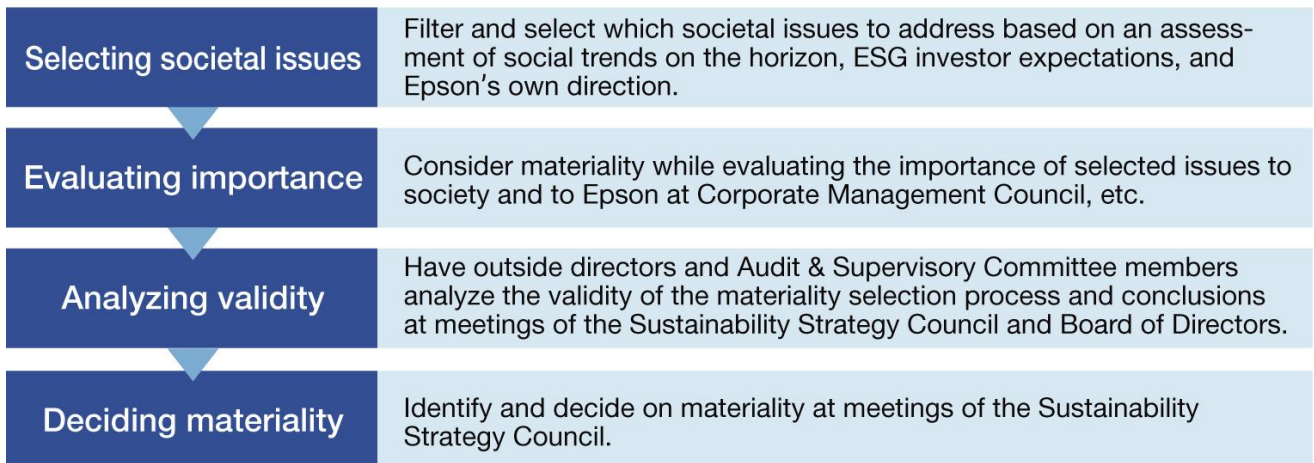 Selecting societal issues
Filter and select which societal issues to address based on an assess-
ment of social trends on the horizon, ESG investor expectations, and
Epson's own direction.
Evaluating importance
Consider materiality while evaluating the importance of selected issues to
society and to Epson at Corporate Management Council, etc.
Analyzing validity
Have outside directors and Audit & Supervisory Committee members
analyze the validity of the materiality selection process and conclusions
at meetings of the Sustainability Strategy Council and Board of Directors.
Deciding materiality
Identify and decide on materiality at meetings of the Sustainability
Strategy Council.